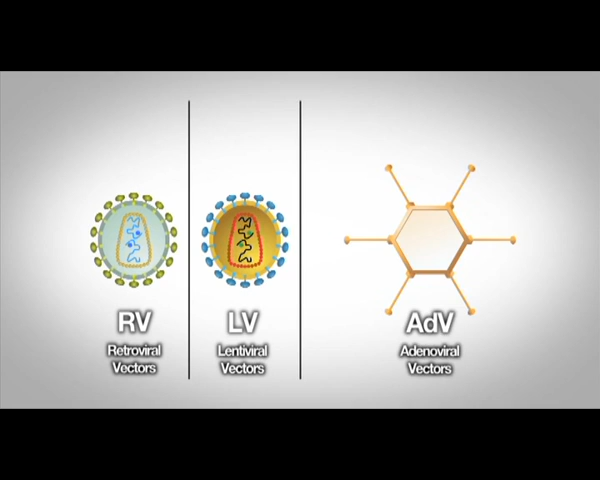 RV
Retroviral
Vectors
LV
Lentiviral
Vectors
AdV
Adenoviral
Vectors